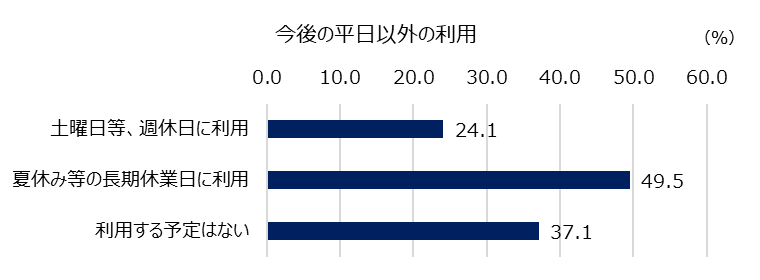 今後の平日以外の利用
(%)
0.0 10.0 20.0 30.0 40.0 50.0 60.0
土曜日等、週休日に利用 24.1
夏休み等の長期休業日に利用 49.5
利用する予定はない 37.1